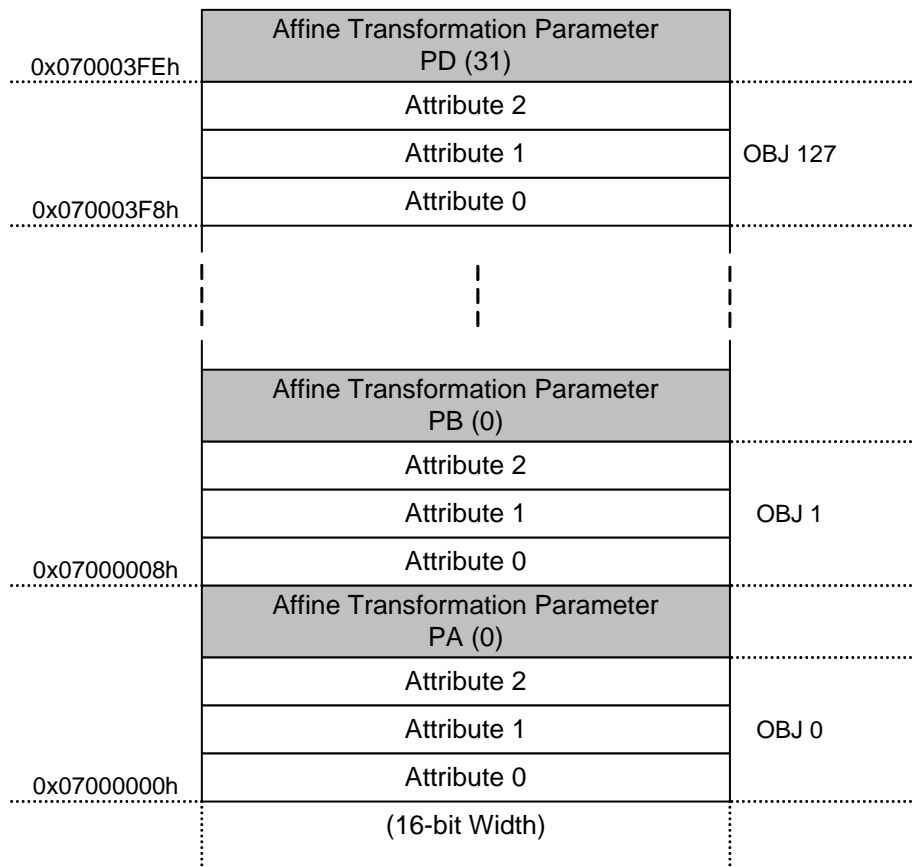 Affine Transformation Parameter
PD (31)
0x070003FEh
Attribute 2
Attribute 1
OBJ 127
Attribute 0
0x070003F8h
Affine Transformation Parameter
PB (0)
Attribute 2
Attribute 1
OBJ 1
Attribute 0
0x07000008h
Affine Transformation Parameter
PA (0)
Attribute 2
Attribute 1
OBJ 0
Attribute 0
0x07000000h
(16-bit Width)